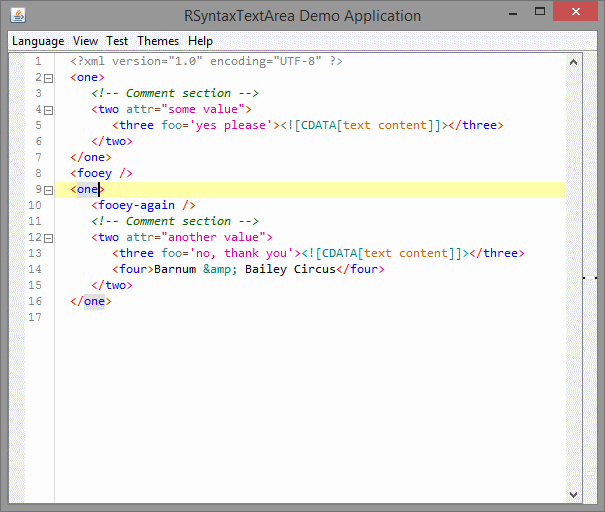 RSyntaxTextArea Demo Application
Language View Test Themes Help
1 <?xml version="1.0" encoding="UTF-8" ?>
2 <one>
3 <!-- Comment section -->
4 <two attr="some value">
5 <three foo='yes please'><![CDATA[text content]]></three>
6 </two>
7 </one>
8 <fooey />
9 <one>
10 <fooey-again />
11 <!-- Comment section -->
12 <two attr="another value">
13 <three foo='no, thank you'><![CDATA[text content]]></three>
14 <four>Barnum &amp; Bailey Circus</four>
15 </two>
16 </one>
17